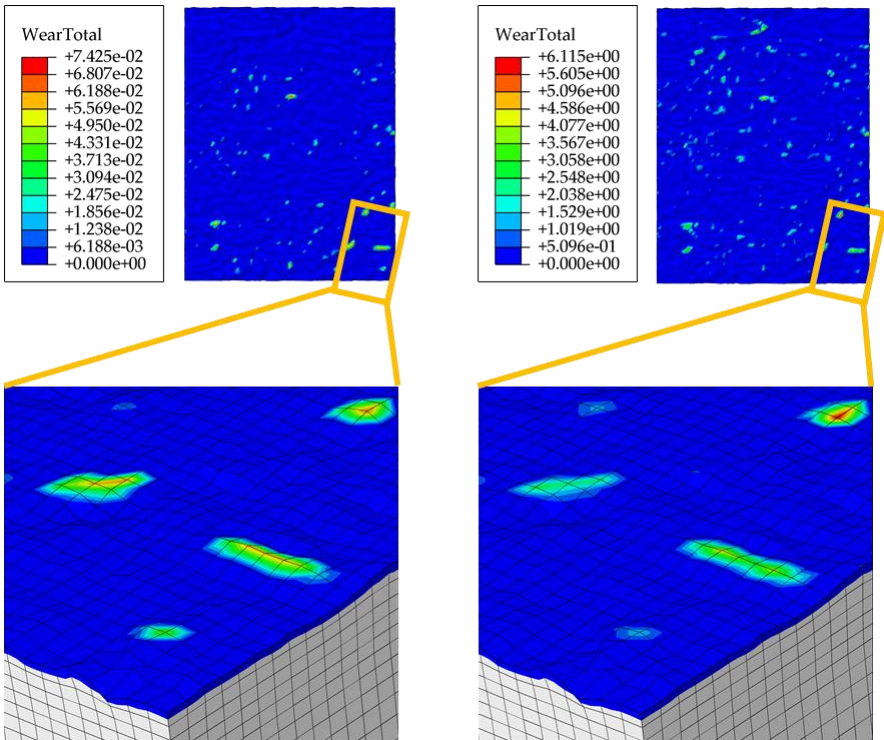 WearTotal
+7.425e-02
+6.807e-02
+6.188e-02
+5.569e-02
+4.950e-02
+4.331e-02
+3.713e-02
+3.094e-02
+2.475e-02
+1.856e-02
+1.238e-02
+6.188e-03
+0.000e+00
WearTotal
+6.115e+00
+5.605e+00
+5.096e+00
+4.586e+00
+4.077e+00
+3.567e+00
+3.058e+00
+2.548e+00
+2.038e+00
+1.529e+00
+1.019e+00
+5.096e-01
+0.000e+00